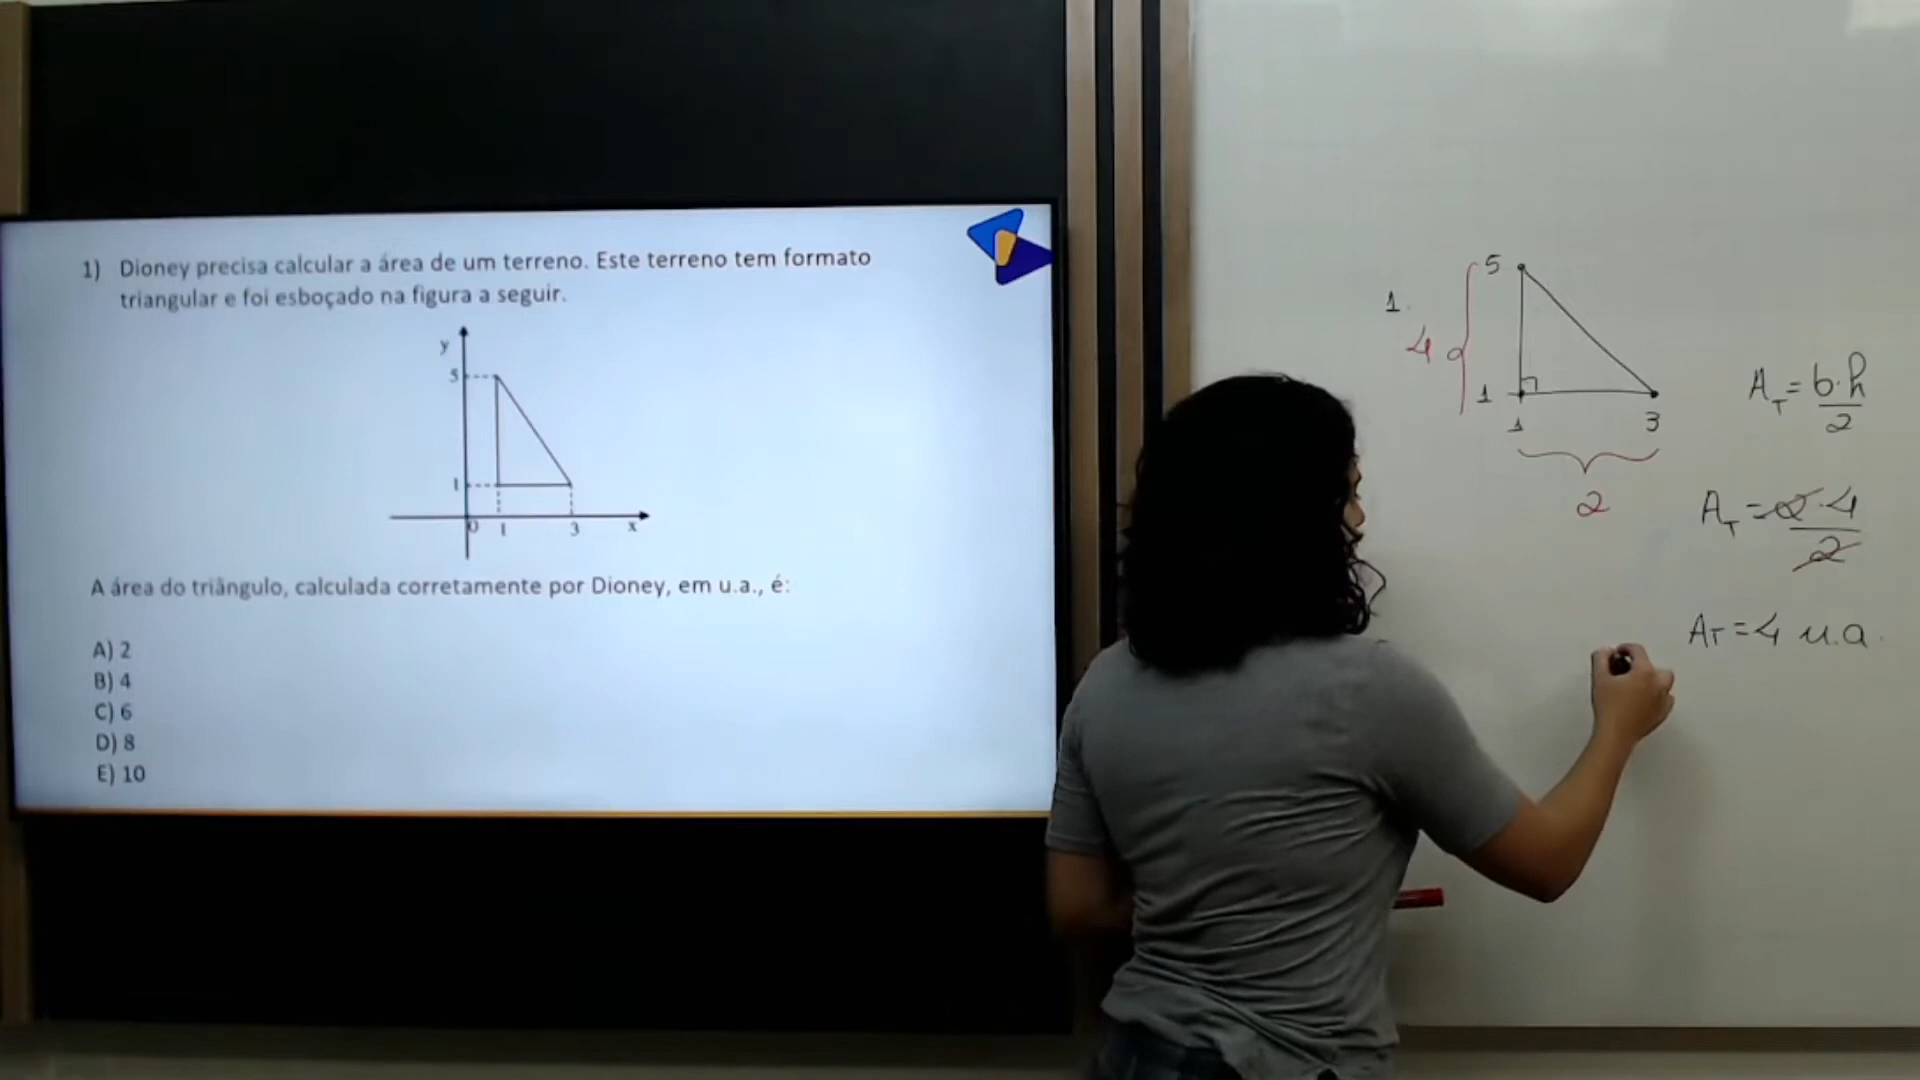 1) Dioney precisa calcular a área de um terreno. Este terreno tem formato
triangular e foi esboçado na figura a seguir.
y
5
1
0 1 3 x
A área do triângulo, calculada corretamente por Dioney, em u.a., é:
A) 2
B) 4
C) 6
D) 8
E) 10
1.
5
4
1
1 3
2
A_T = b.h/2
A_T = 2.4/2
A_T = 4 u.a.